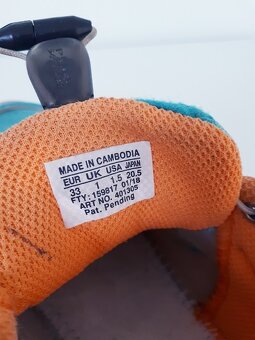 MADE IN CAMBODIA
EUR UK USA JAPAN
33 1 1.5 20.5
FTY: 159817 01/18
ART NO. 401305
Pat. Pending